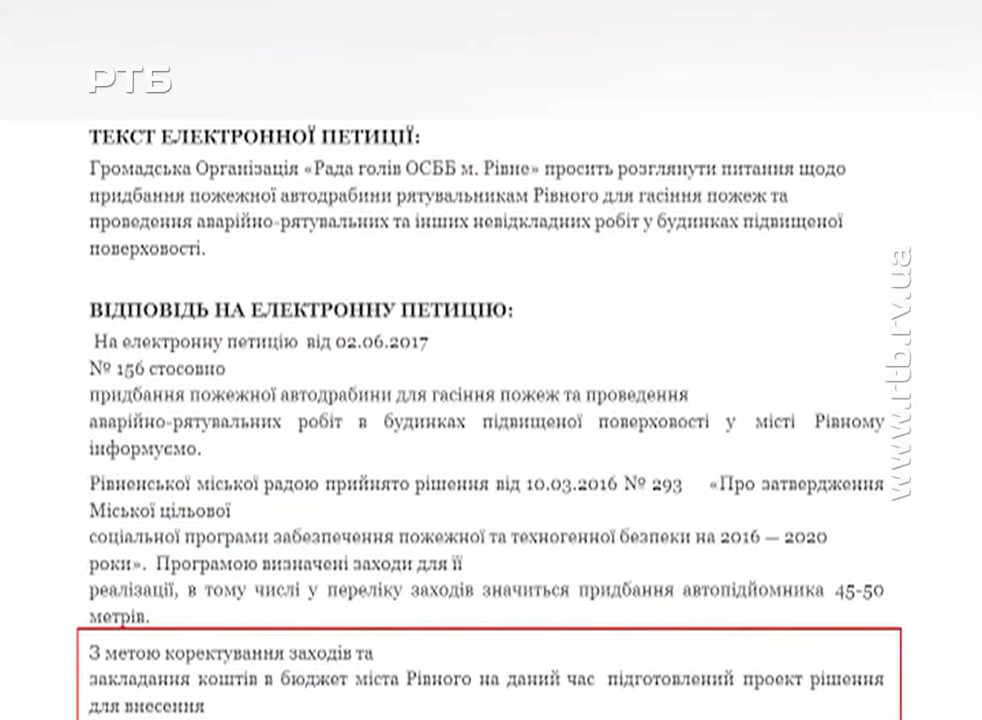 РТБ
ТЕКСТ ЕЛЕКТРОННОЇ ПЕТИЦІЇ:
Громадська Організація «Рада голів ОСББ м. Рівне» просить розглянути питання щодо
придбання пожежної автодрабини рятувальникам Рівного для гасіння пожеж та
проведення аварійно-рятувальних та інших невідкладних робіт у будинках підвищеної
поверховості.
ВІДПОВІДЬ НА ЕЛЕКТРОННУ ПЕТИЦІЮ:
На електронну петицію від 02.06.2017
№ 156 стосовно
придбання пожежної автодрабини для гасіння пожеж та проведення
аварійно-рятувальних робіт в будинках підвищеної поверховості у місті Рівному
інформуємо.
Рівненської міської радою прийнято рішення від 10.03.2016 № 293 «Про затвердження
Міської цільової
соціальної програми забезпечення пожежної та техногенної безпеки на 2016 — 2020
роки». Програмою визначені заходи для її
реалізації, в тому числі у переліку заходів значиться придбання автопідйомника 45-50
метрів.
З метою коректування заходів та
закладання коштів в бюджет міста Рівного на даний час підготовлений проект рішення
для внесення
www.rtb.rv.ua